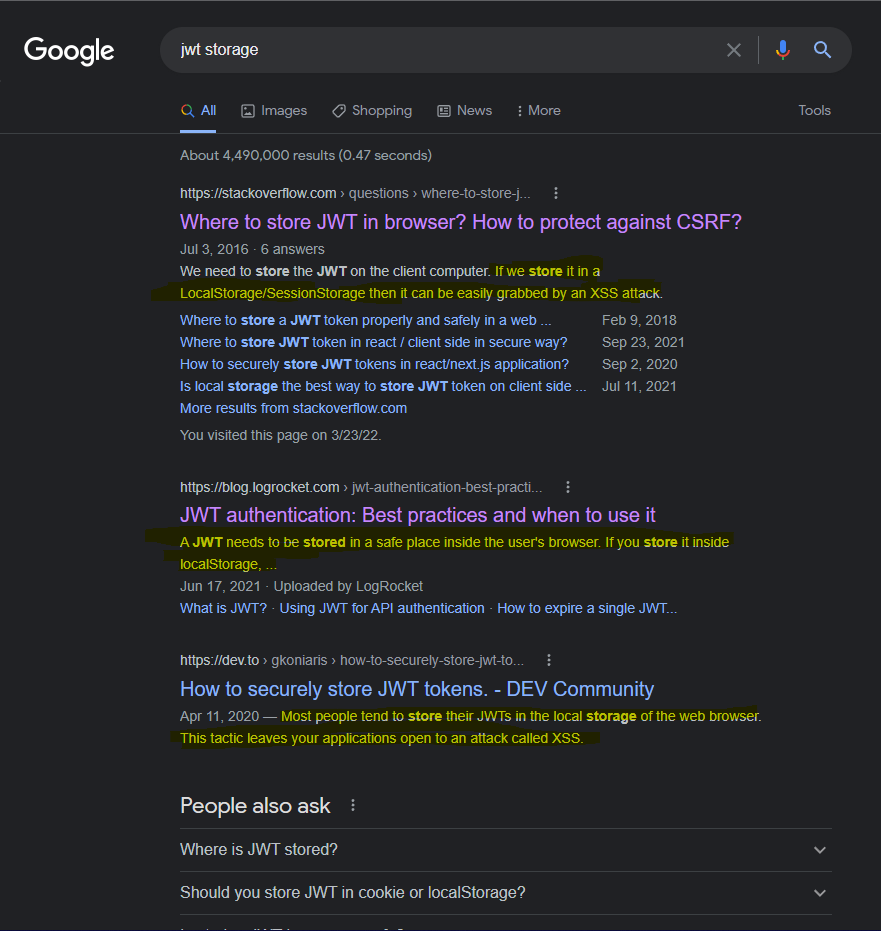 Google
jwt storage
All Images Shopping News More Tools
About 4,490,000 results (0.47 seconds)
https://stackoverflow.com › questions › where-to-store-j...
Where to store JWT in browser? How to protect against CSRF?
Jul 3, 2016 · 6 answers
We need to store the JWT on the client computer. If we store it in a
LocalStorage/SessionStorage then it can be easily grabbed by an XSS attack.
Where to store a JWT token properly and safely in a web ... Feb 9, 2018
Where to store JWT token in react / client side in secure way? Sep 23, 2021
How to securely store JWT tokens in react/next.js application? Sep 2, 2020
Is local storage the best way to store JWT token on client side ... Jul 11, 2021
More results from stackoverflow.com
You visited this page on 3/23/22.
https://blog.logrocket.com › jwt-authentication-best-practi...
JWT authentication: Best practices and when to use it
A JWT needs to be stored in a safe place inside the user's browser. If you store it inside
localStorage, ...
Jun 17, 2021 · Uploaded by LogRocket
What is JWT? · Using JWT for API authentication · How to expire a single JWT...
https://dev.to › gkoniaris › how-to-securely-store-jwt-to...
How to securely store JWT tokens. - DEV Community
Apr 11, 2020 — Most people tend to store their JWTs in the local storage of the web browser.
This tactic leaves your applications open to an attack called XSS.
People also ask
Where is JWT stored?
Should you store JWT in cookie or localStorage?